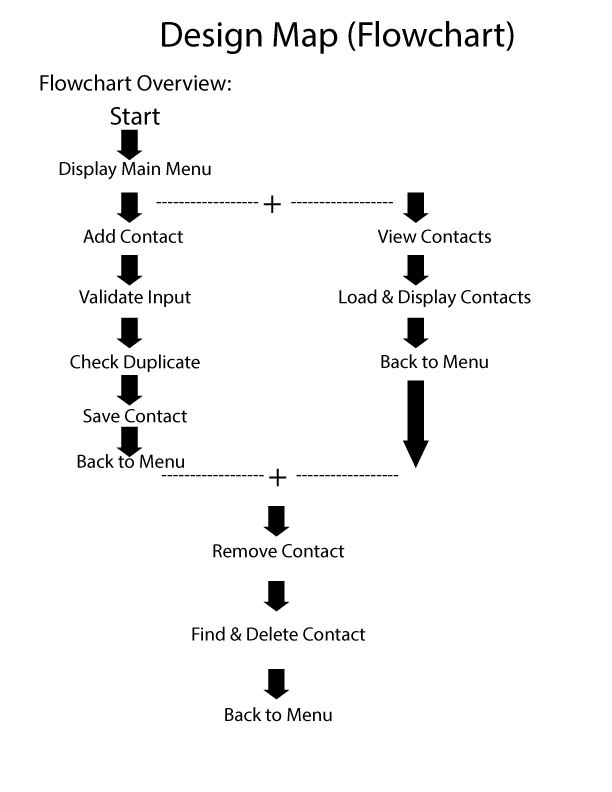 Design Map (Flowchart)
Flowchart Overview:
Start
Display Main Menu
------------------ + ------------------
Add Contact
View Contacts
Validate Input
Load & Display Contacts
Check Duplicate
Back to Menu
Save Contact
Back to Menu
------------------ + ------------------
Remove Contact
Find & Delete Contact
Back to Menu